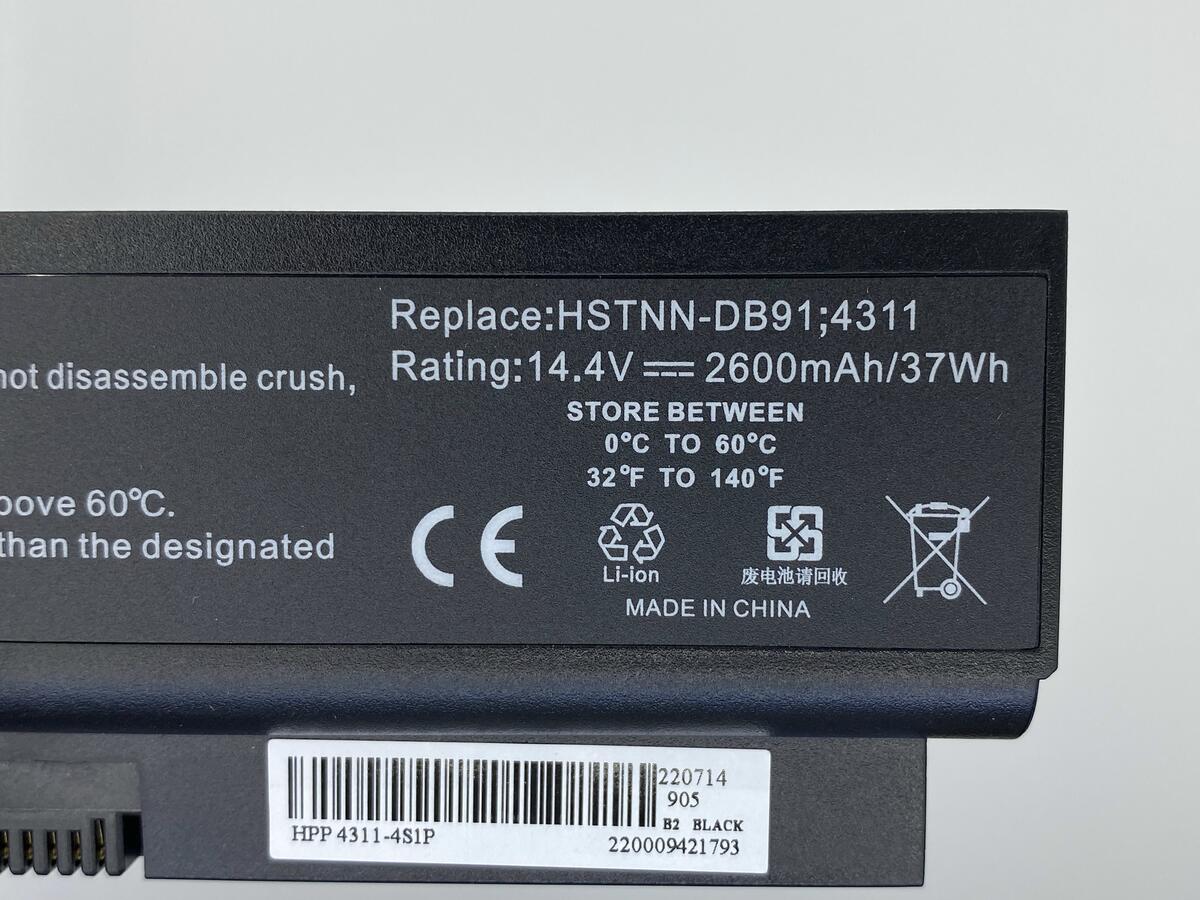 Replace:HSTNN-DB91;4311
Rating:14.4V⎓2600mAh/37Wh
not disassemble crush,
STORE BETWEEN
0°C TO 60°C
32°F TO 140°F
above 60℃.
than the designated
CE
Li-ion
废电池请回收
MADE IN CHINA
220714
905
B2 BLACK
HPP 4311-4S1P
220009421793